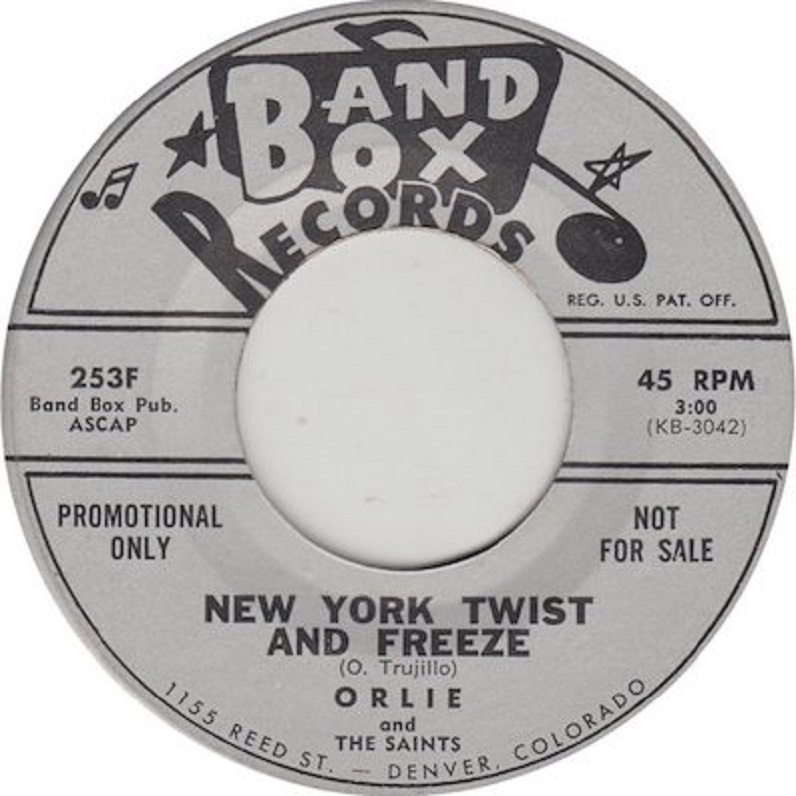 BAND
BOX
RECORDS
REG. U.S. PAT. OFF.
253F
Band Box Pub.
ASCAP
45 RPM
3:00
(KB-3042)
PROMOTIONAL
ONLY
NOT
FOR SALE
NEW YORK TWIST
AND FREEZE
(O. Trujillo)
ORLIE
and
THE SAINTS
1155 REED ST. — DENVER, COLORADO